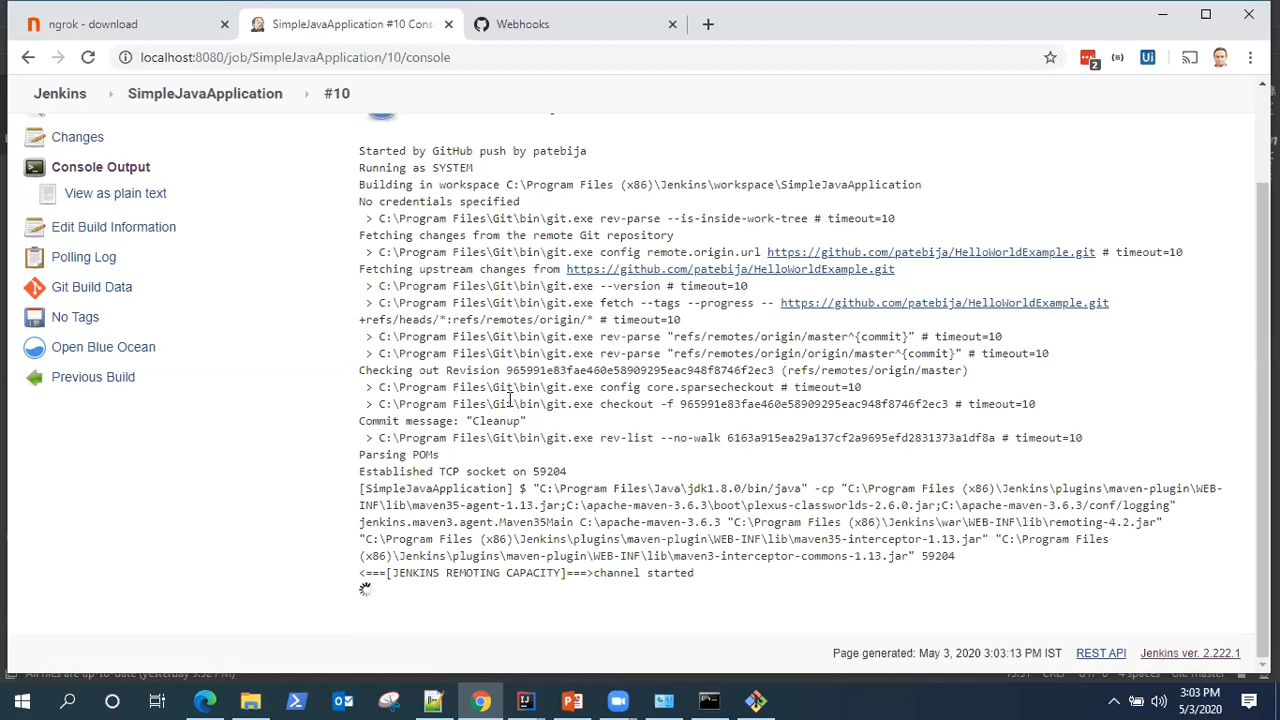 ngrok - download
SimpleJavaApplication #10 Cons
Webhooks
localhost:8080/job/SimpleJavaApplication/10/console
2
Ui
Jenkins
SimpleJavaApplication
#10
Changes
Console Output
View as plain text
Edit Build Information
Polling Log
Git Build Data
No Tags
Open Blue Ocean
Previous Build
Started by GitHub push by patebija
Running as SYSTEM
Building in workspace C:\Program Files (x86)\Jenkins\workspace\SimpleJavaApplication
No credentials specified
> C:\Program Files\Git\bin\git.exe rev-parse --is-inside-work-tree # timeout=10
Fetching changes from the remote Git repository
> C:\Program Files\Git\bin\git.exe config remote.origin.url https://github.com/patebija/HelloWorldExample.git # timeout=10
Fetching upstream changes from https://github.com/patebija/HelloWorldExample.git
> C:\Program Files\Git\bin\git.exe --version # timeout=10
> C:\Program Files\Git\bin\git.exe fetch --tags --progress -- https://github.com/patebija/HelloWorldExample.git
+refs/heads/*:refs/remotes/origin/* # timeout=10
> C:\Program Files\Git\bin\git.exe rev-parse "refs/remotes/origin/master^{commit}" # timeout=10
> C:\Program Files\Git\bin\git.exe rev-parse "refs/remotes/origin/origin/master^{commit}" # timeout=10
Checking out Revision 965991e83fae460e58909295eac948f8746f2ec3 (refs/remotes/origin/master)
> C:\Program Files\Git\bin\git.exe config core.sparsecheckout # timeout=10
> C:\Program Files\Git\bin\git.exe checkout -f 965991e83fae460e58909295eac948f8746f2ec3 # timeout=10
Commit message: "Cleanup"
> C:\Program Files\Git\bin\git.exe rev-list --no-walk 6163a915ea29a137cf2a9695efd2831373a1df8a # timeout=10
Parsing POMs
Established TCP socket on 59204
[SimpleJavaApplication] $ "C:\Program Files\Java\jdk1.8.0/bin/java" -cp "C:\Program Files (x86)\Jenkins\plugins\maven-plugin\WEB-
INF\lib\maven35-agent-1.13.jar;C:\apache-maven-3.6.3\boot\plexus-classworlds-2.6.0.jar;C:\apache-maven-3.6.3/conf/logging"
jenkins.maven3.agent.Maven35Main C:\apache-maven-3.6.3 "C:\Program Files (x86)\Jenkins\war\WEB-INF\lib\remoting-4.2.jar"
"C:\Program Files (x86)\Jenkins\plugins\maven-plugin\WEB-INF\lib\maven35-interceptor-1.13.jar" "C:\Program Files
(x86)\Jenkins\plugins\maven-plugin\WEB-INF\lib\maven3-interceptor-commons-1.13.jar" 59204
<===[JENKINS REMOTING CAPACITY]===>channel started
Page generated: May 3, 2020 3:03:13 PM IST
REST API
Jenkins ver. 2.222.1
3:03 PM
5/3/2020